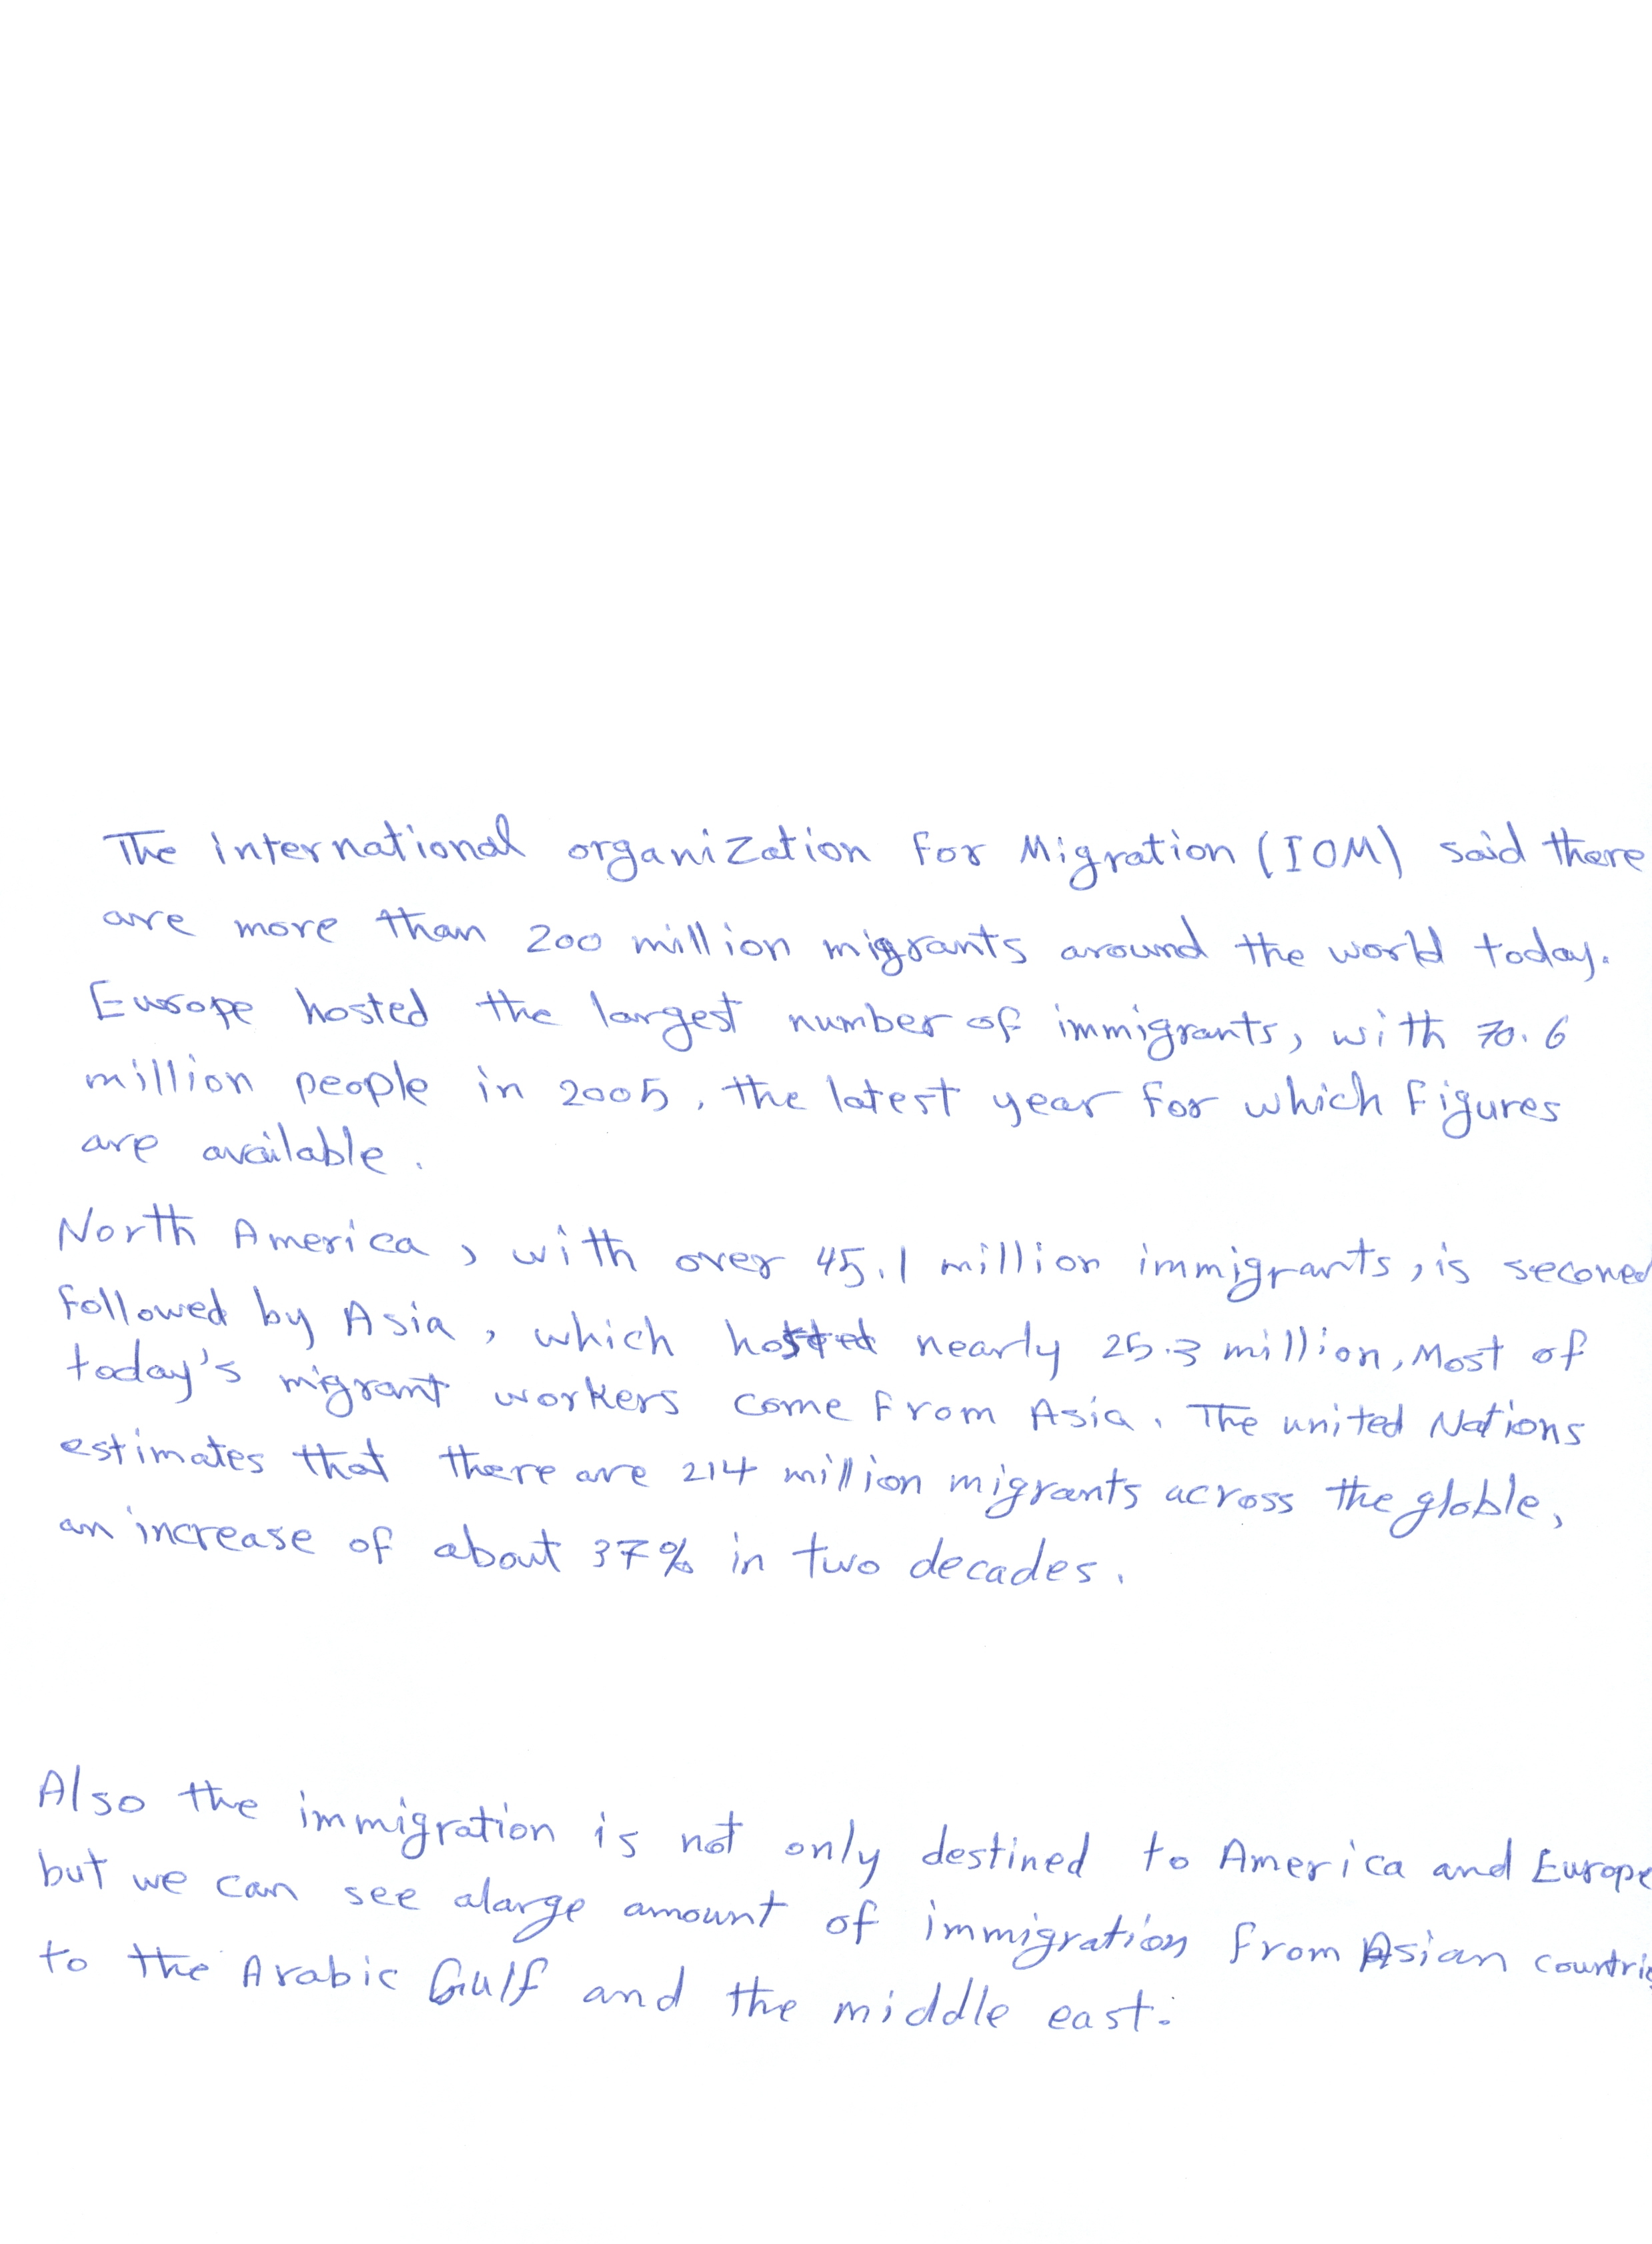 The international organization for Migration (IOM) said there
are more than 200 million migrants around the world today.
Europe hosted the largest number of immigrants, with 70.6
million people in 2005, the latest year for which figures
are available.
North America, with over 45.1 million immigrants, is seconed
followed by Asia, which hosted nearly 25.3 million, Most of
today's migrant workers come from Asia. The united Nations
estimates that there are 214 million migrants across the globle,
an increase of about 37% in two decades.
Also the immigration is not only destined to America and Europe
but we can see alarge amount of immigration from Asian countrie
to the Arabic Gulf and the middle east.